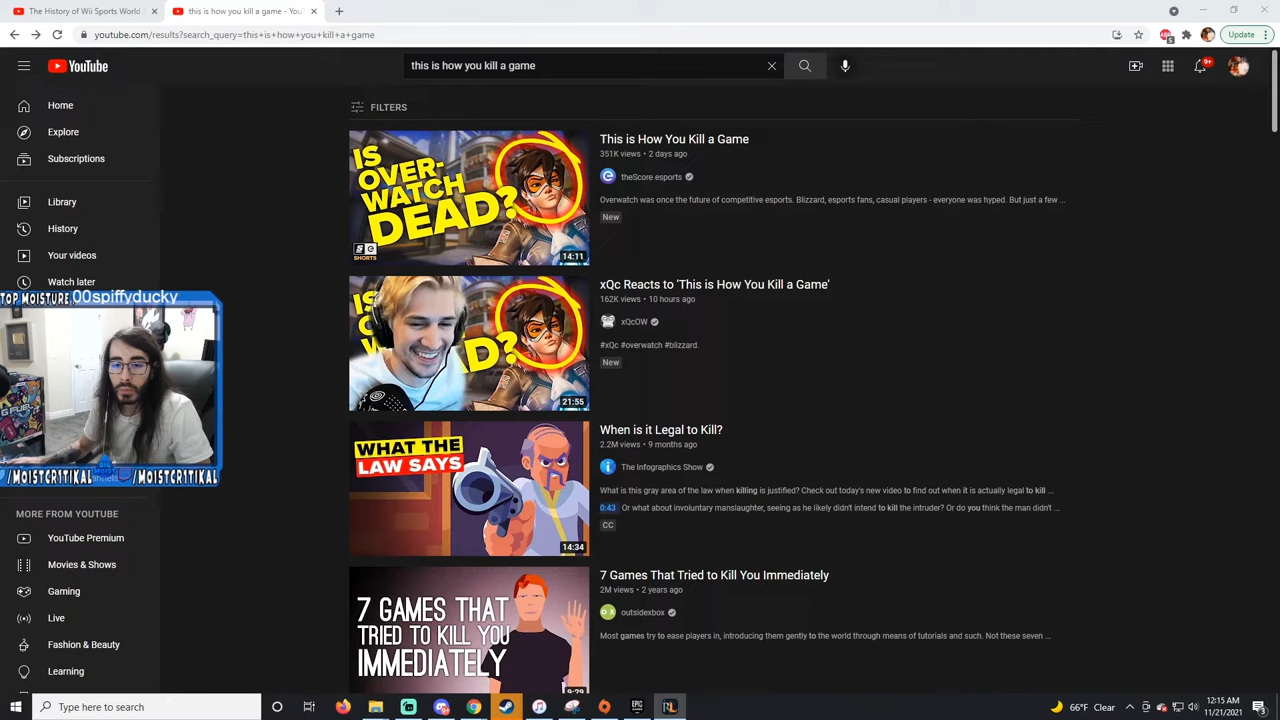 The History of Wii Sports World
this is how you kill a game - You
youtube.com/results?search_query=this+is+how+you+kill+a+game
Update
YouTube
this is how you kill a game
9+
Home
Explore
Subscriptions
Library
History
Your videos
Watch later
MORE FROM YOUTUBE
YouTube Premium
Movies & Shows
Gaming
Live
Fashion & Beauty
Learning
FILTERS
IS
OVER-
WATCH
DEAD?
SHORTS
14:11
This is How You Kill a Game
351K views • 2 days ago
theScore esports
Overwatch was once the future of competitive esports. Blizzard, esports fans, casual players - everyone was hyped. But just a few ...
New
21:55
xQc Reacts to 'This is How You Kill a Game'
162K views • 10 hours ago
xQcOW
#xQc #overwatch #blizzard.
New
WHAT THE
LAW SAYS
14:34
When is it Legal to Kill?
2.2M views • 9 months ago
The Infographics Show
What is this gray area of the law when killing is justified? Check out today's new video to find out when it is actually legal to kill ...
0:43 Or what about involuntary manslaughter, seeing as he likely didn't intend to kill the intruder? Or do you think the man didn't ...
CC
7 GAMES THAT
TRIED TO KILL YOU
IMMEDIATELY
9:29
7 Games That Tried to Kill You Immediately
2M views • 2 years ago
outsidexbox
Most games try to ease players in, introducing them gently to the world through means of tutorials and such. Not these seven ...
TOP MOISTURE 00spiffyducky
G FUEL
/MOISTCR1TIKAL
/MOISTCR1TIKAL
Type here to search
66°F Clear
12:15 AM
11/21/2021